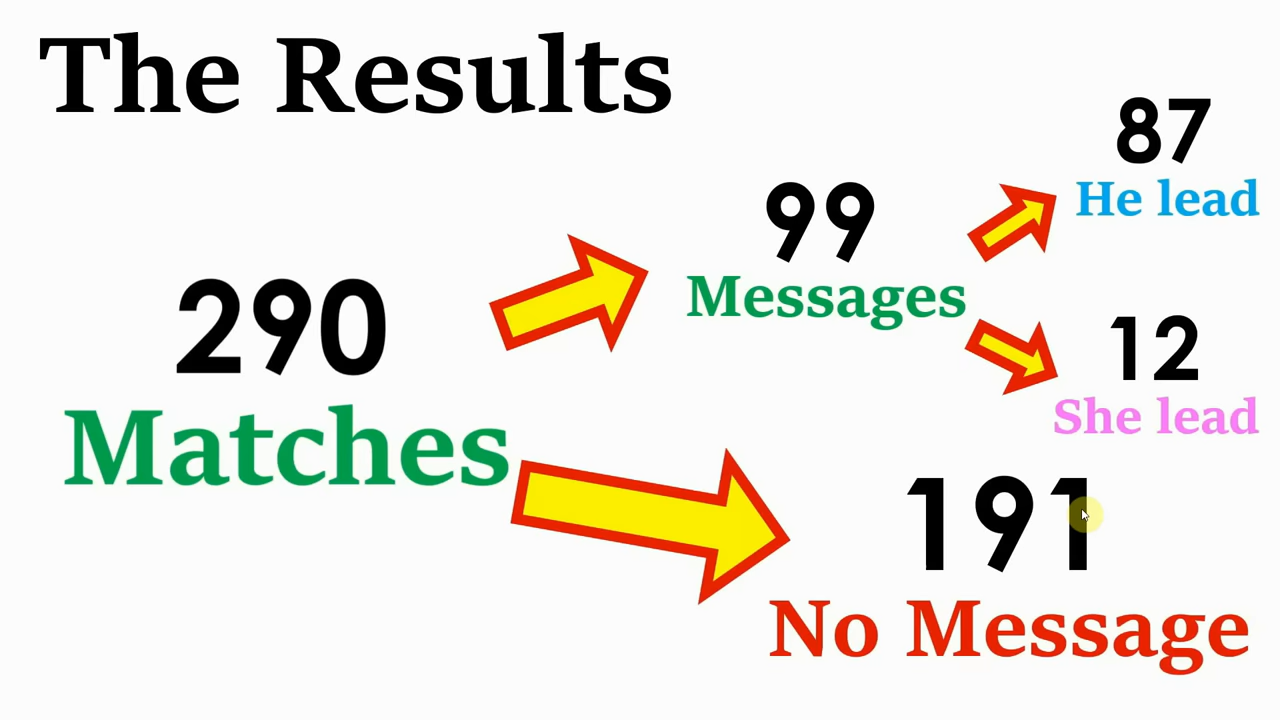 The Results
290
Matches
99
Messages
87
He lead
12
She lead
191
No Message